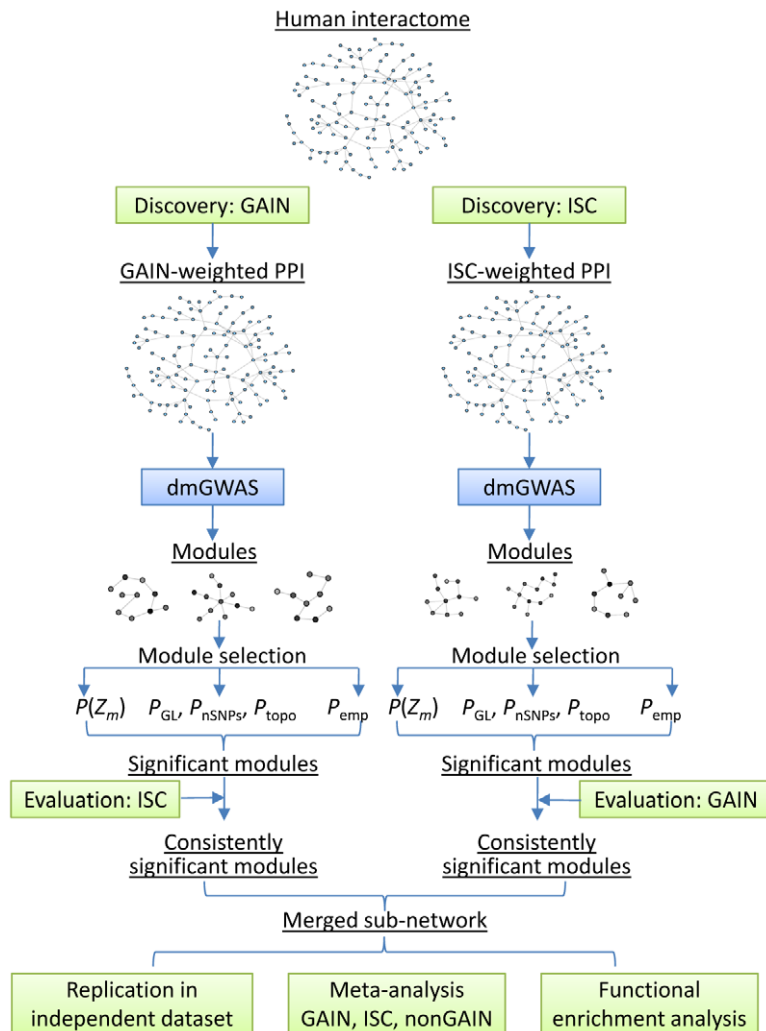 Human interactome
Discovery: GAIN
Discovery: ISC
GAIN-weighted PPI
ISC-weighted PPI
dmGWAS
dmGWAS
Modules
Modules
Module selection
Module selection
P(Zm) PGL, PnSNPs, Ptopo Pemp
P(Zm) PGL, PnSNPs, Ptopo Pemp
Significant modules
Significant modules
Evaluation: ISC
Evaluation: GAIN
Consistently
significant modules
Consistently
significant modules
Merged sub-network
Replication in
independent dataset
Meta-analysis
GAIN, ISC, nonGAIN
Functional
enrichment analysis